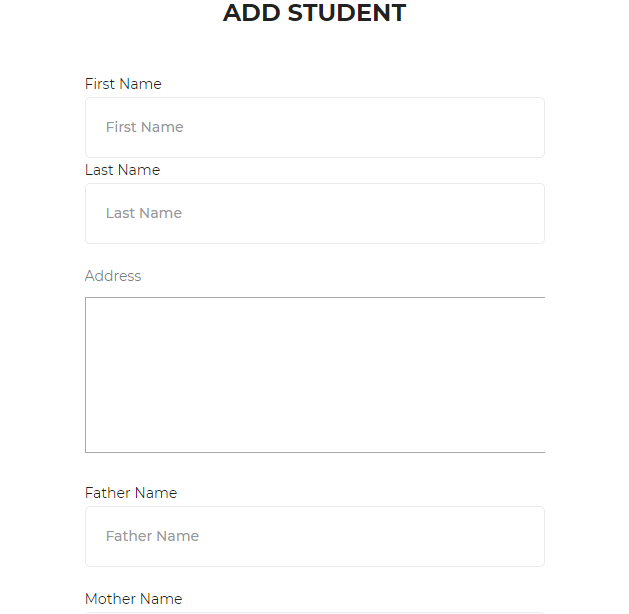 ADD STUDENT
First Name
First Name
Last Name
Last Name
Address
Father Name
Father Name
Mother Name